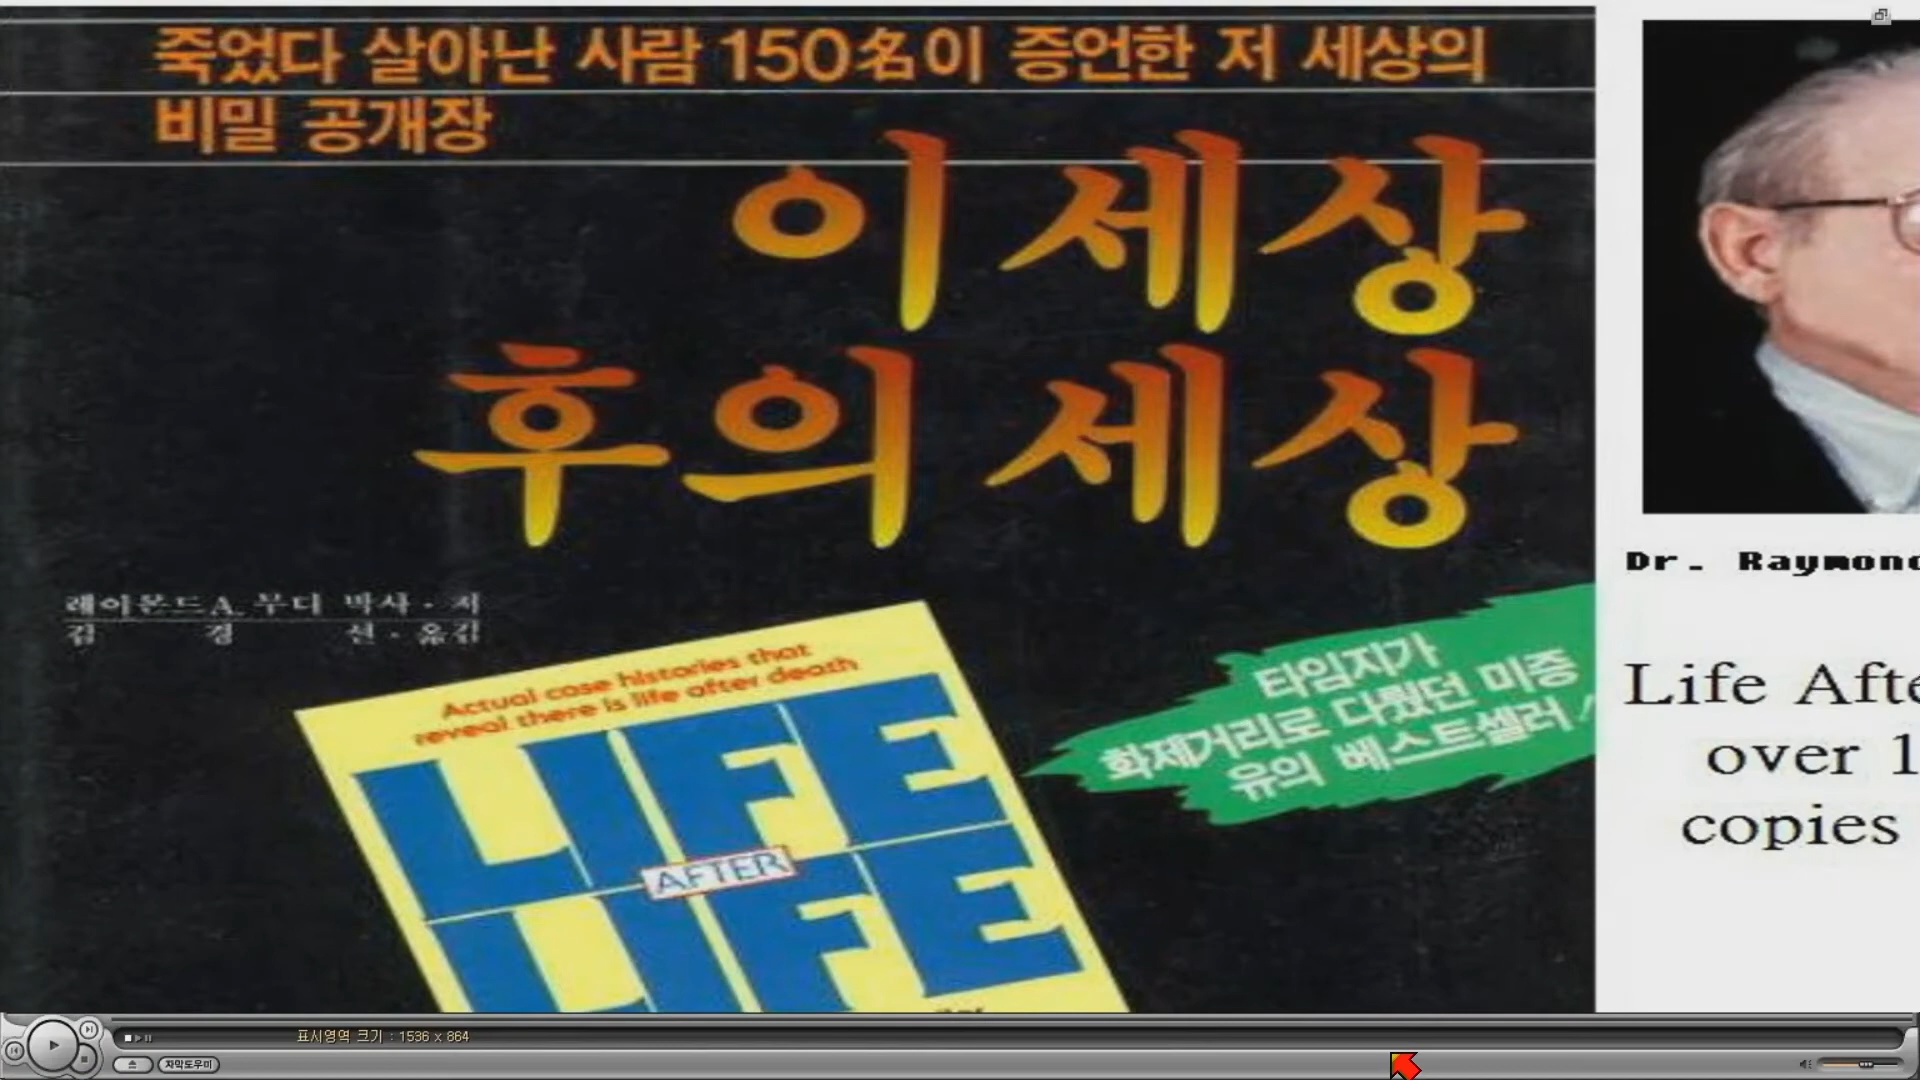 죽었다 살아난 사람 150名이 증언한 저 세상의
비밀 공개장
이 세상
후의 세상
레이몬드 A. 무디 박사 · 저
김 경 선 · 옮김
Actual case histories that
reveal there is life after death
LIFE
AFTER
LIFE
타임지가
화제거리로 다뤘던 미증
유의 베스트셀러!
Dr. Raymond
Life Afte
over 1
copies
표시영역 크기 : 1536 x 864
자막도우미